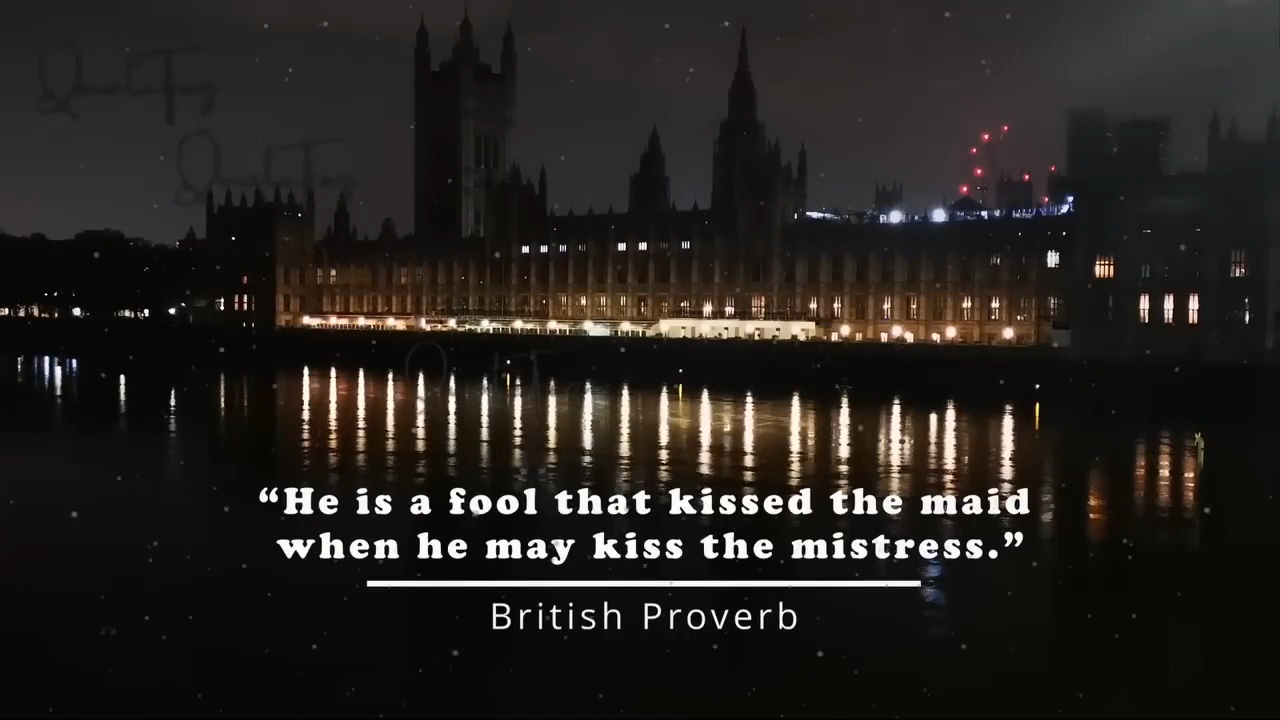 “He is a fool that kissed the maid
when he may kiss the mistress.”
British Proverb